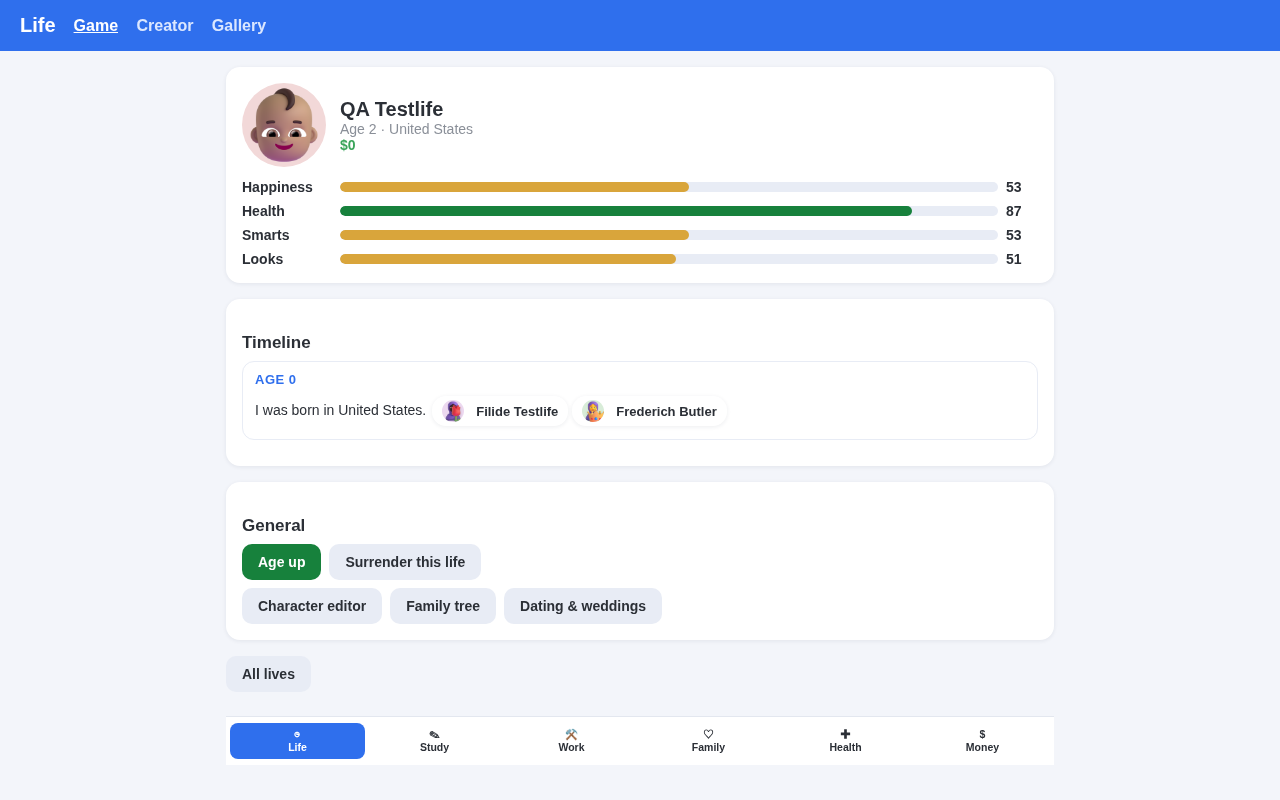 Life Game Creator Gallery
QA Testlife
Age 2 · United States
$0
Happiness 53
Health 87
Smarts 53
Looks 51
Timeline
AGE 0
I was born in United States. Filide Testlife Frederich Butler
General
Age up Surrender this life
Character editor Family tree Dating & weddings
All lives
$
Life Study Work Family Health Money